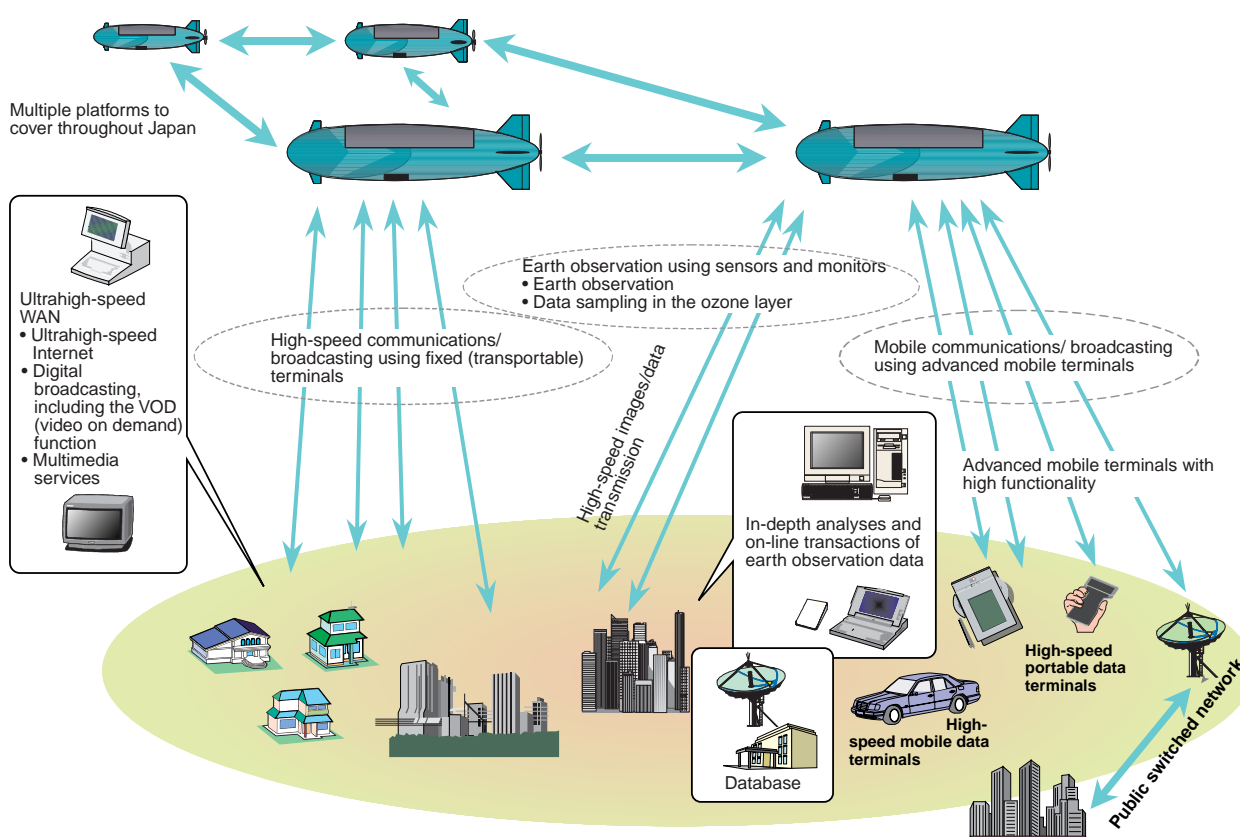 Multiple platforms to
cover throughout Japan
Ultrahigh-speed
WAN
• Ultrahigh-speed
Internet
• Digital
broadcasting,
including the VOD
(video on demand)
function
• Multimedia
services
High-speed communications/
broadcasting using fixed (transportable)
terminals
Earth observation using sensors and monitors
• Earth observation
• Data sampling in the ozone layer
Mobile communications/ broadcasting
using advanced mobile terminals
High-speed images/data
transmission
In-depth analyses and
on-line transactions of
earth observation data
Advanced mobile terminals with
high functionality
High-speed
portable data
terminals
High-
speed mobile data
terminals
Database
Public switched network